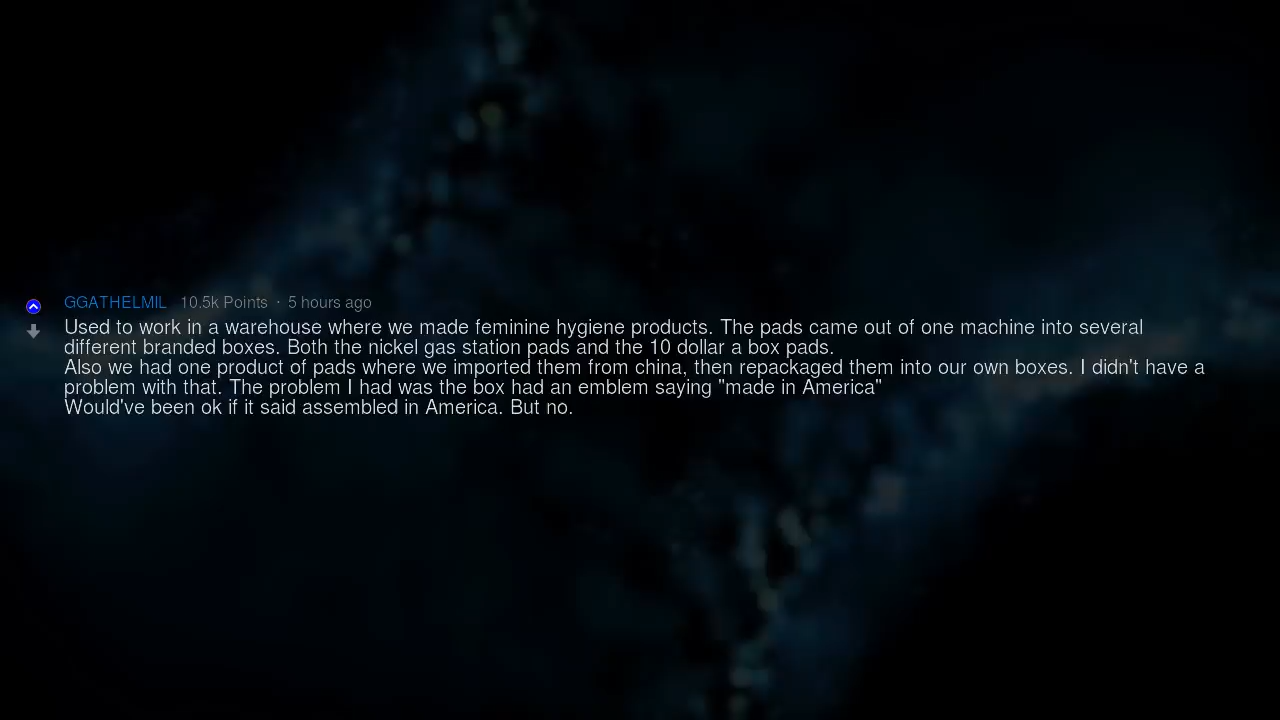 GGATHELMIL 10.5k Points · 5 hours ago
Used to work in a warehouse where we made feminine hygiene products. The pads came out of one machine into several
different branded boxes. Both the nickel gas station pads and the 10 dollar a box pads.
Also we had one product of pads where we imported them from china, then repackaged them into our own boxes. I didn't have a
problem with that. The problem I had was the box had an emblem saying "made in America"
Would've been ok if it said assembled in America. But no.